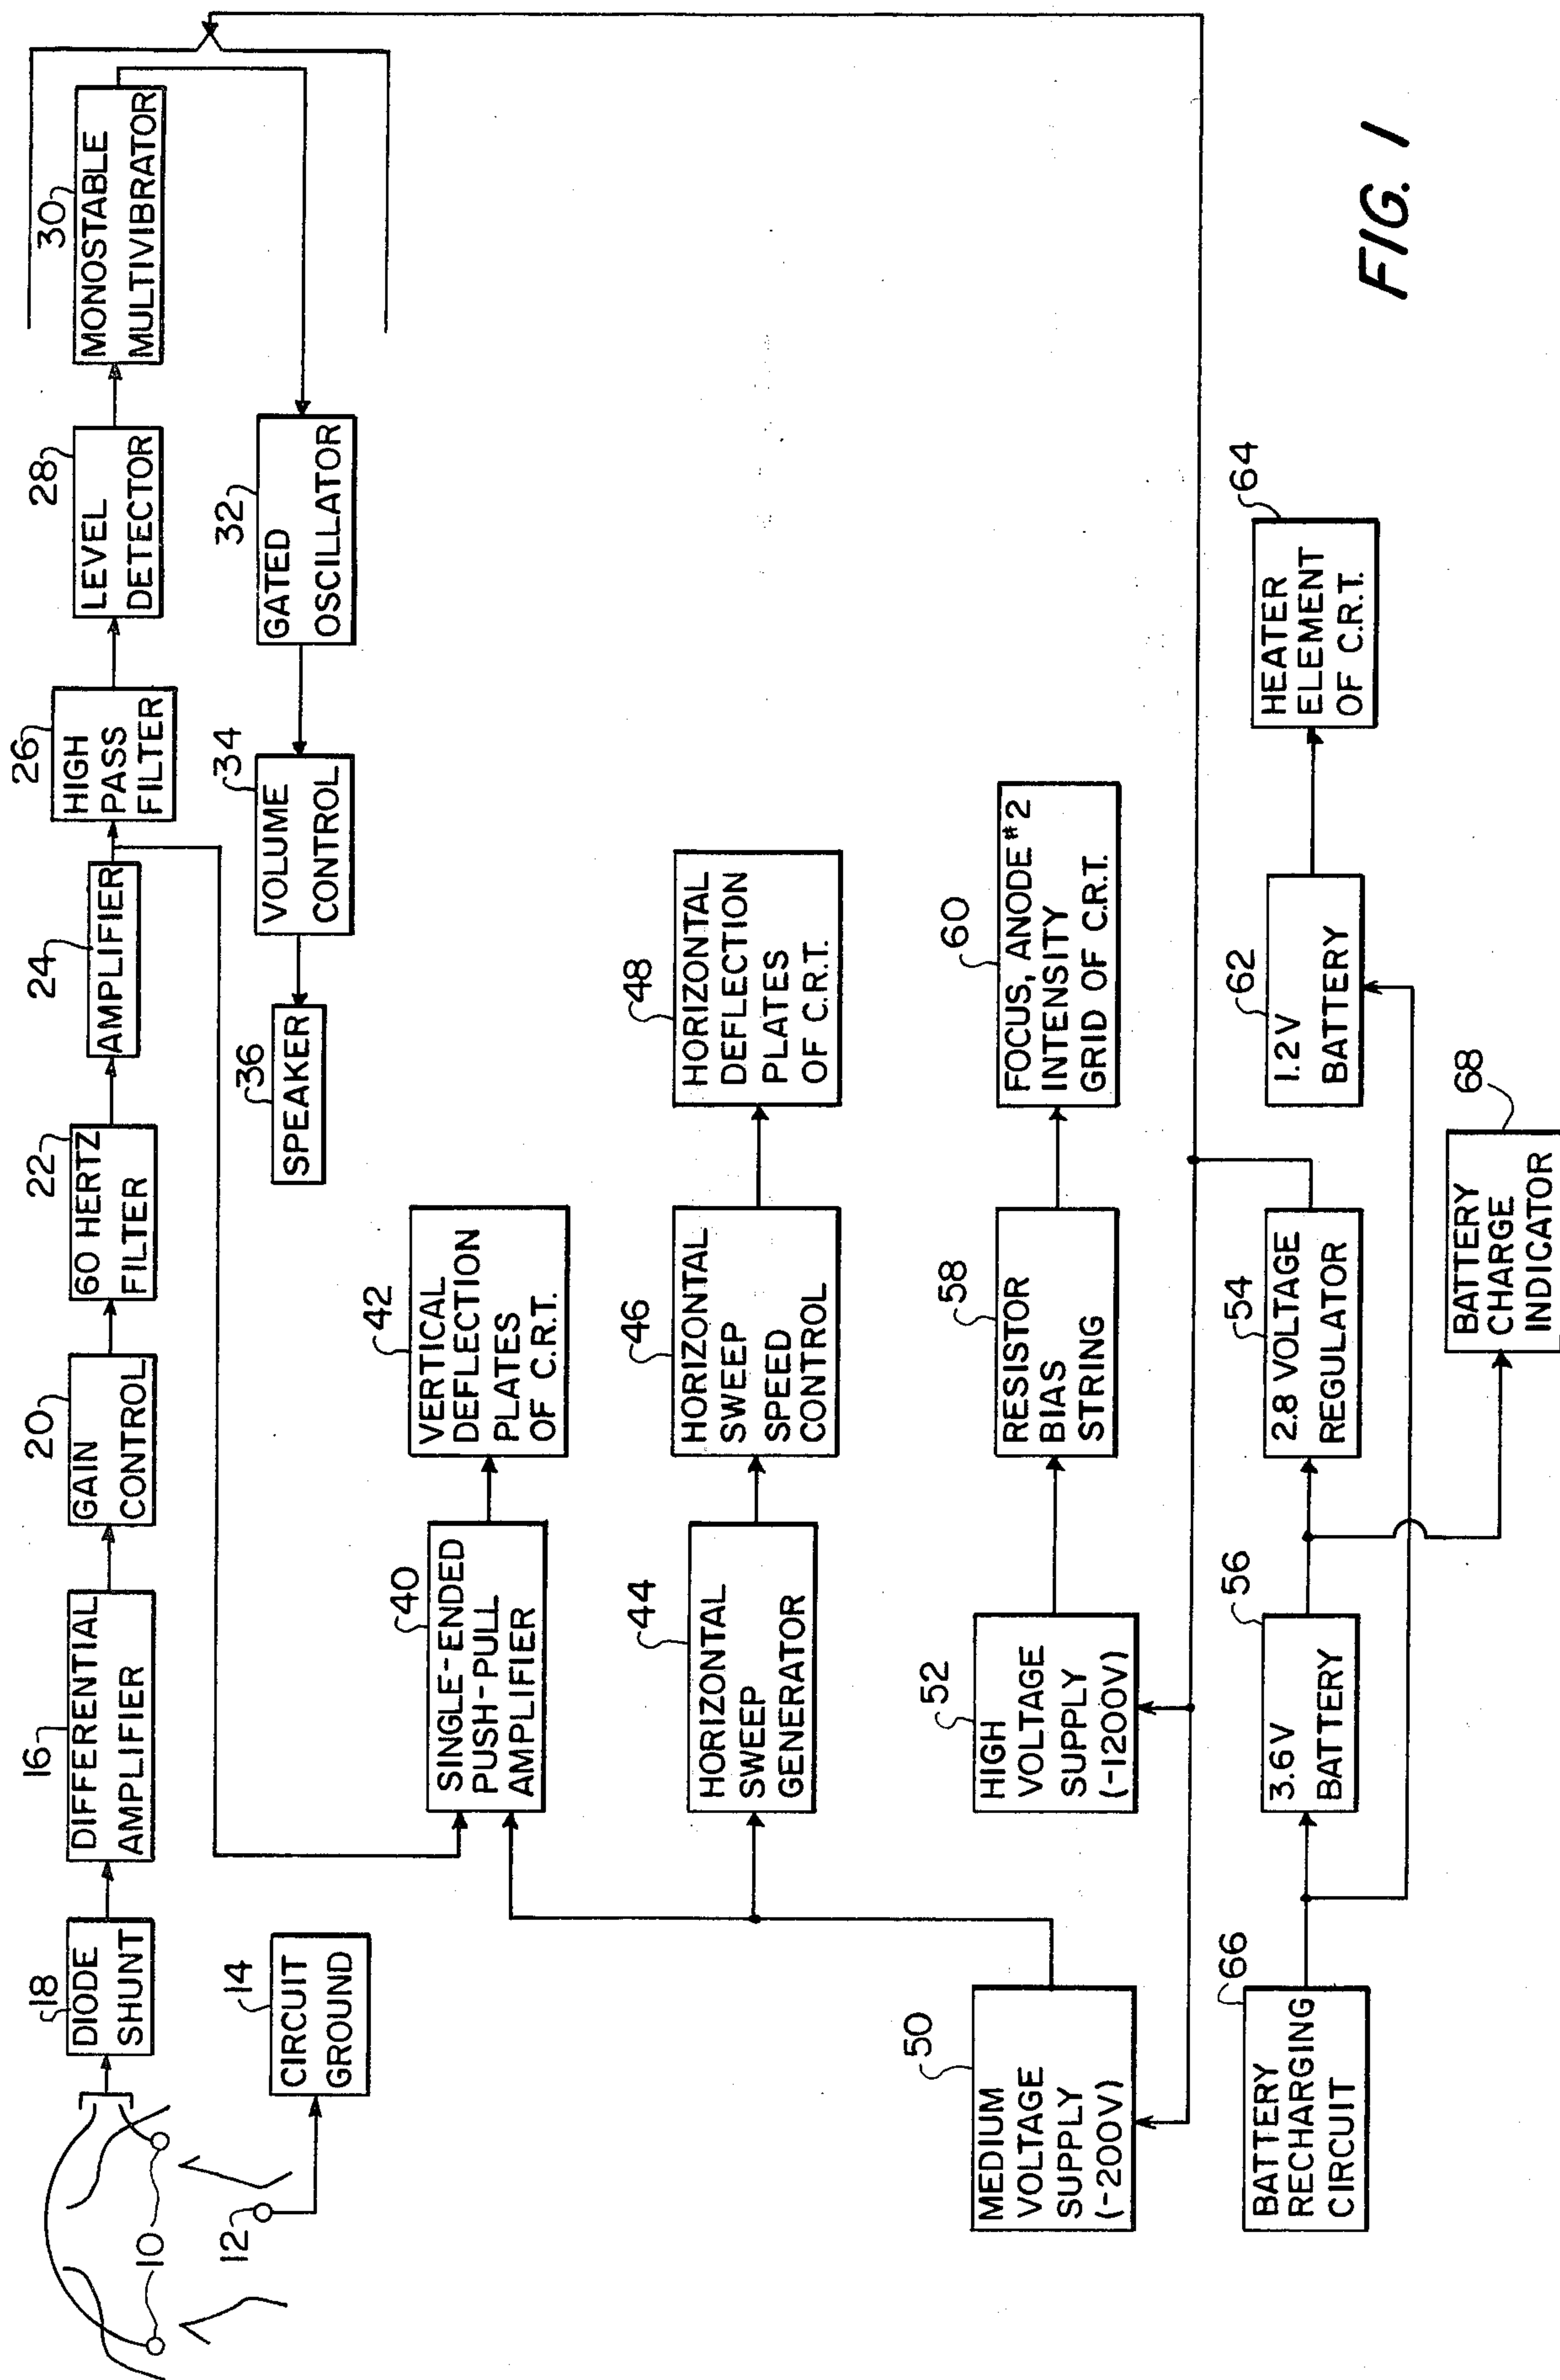 10
12
18
DIODE
SHUNT
14
CIRCUIT
GROUND
16
DIFFERENTIAL
AMPLIFIER
20
GAIN
CONTROL
22
60 HERTZ
FILTER
24
AMPLIFIER
26
HIGH
PASS
FILTER
28
LEVEL
DETECTOR
30
MONOSTABLE
MULTIVIBRATOR
36
SPEAKER
34
VOLUME
CONTROL
32
GATED
OSCILLATOR
40
SINGLE-ENDED
PUSH-PULL
AMPLIFIER
42
VERTICAL
DEFLECTION
PLATES
OF C.R.T.
44
HORIZONTAL
SWEEP
GENERATOR
46
HORIZONTAL
SWEEP
SPEED
CONTROL
48
HORIZONTAL
DEFLECTION
PLATES
OF C.R.T.
50
MEDIUM
VOLTAGE
SUPPLY
(-200V)
52
HIGH
VOLTAGE
SUPPLY
(-1200V)
58
RESISTOR
BIAS
STRING
60
FOCUS, ANODE #2
INTENSITY
GRID OF C.R.T.
66
BATTERY
RECHARGING
CIRCUIT
56
3.6V
BATTERY
54
2.8 VOLTAGE
REGULATOR
62
1.2V
BATTERY
64
HEATER
ELEMENT
OF C.R.T.
68
BATTERY
CHARGE
INDICATOR
FIG. 1